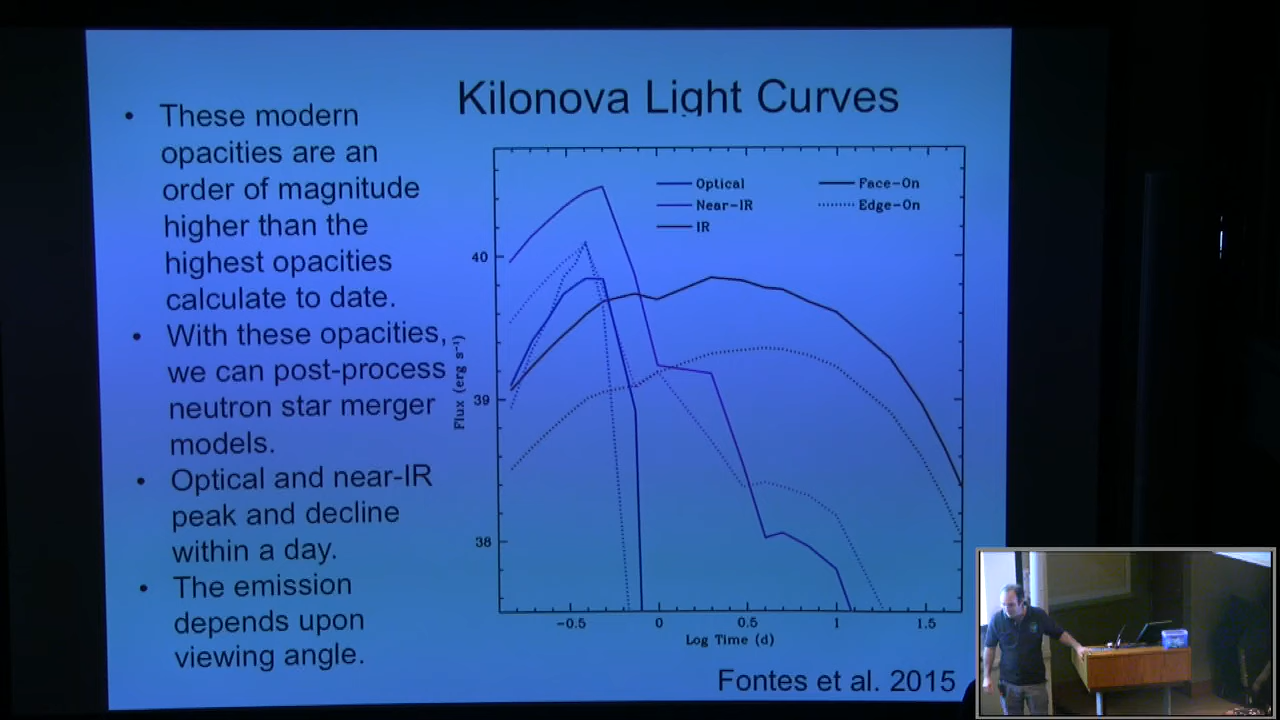 Kilonova Light Curves
• These modern
opacities are an
order of magnitude
higher than the
highest opacities
calculate to date.
• With these opacities,
we can post-process
neutron star merger
models.
• Optical and near-IR
peak and decline
within a day.
• The emission
depends upon
viewing angle.
Optical
Near-IR
IR
Face-On
Edge-On
40
39
38
Flux (erg s⁻¹)
-0.5 0 0.5 1 1.5
Log Time (d)
Fontes et al. 2015